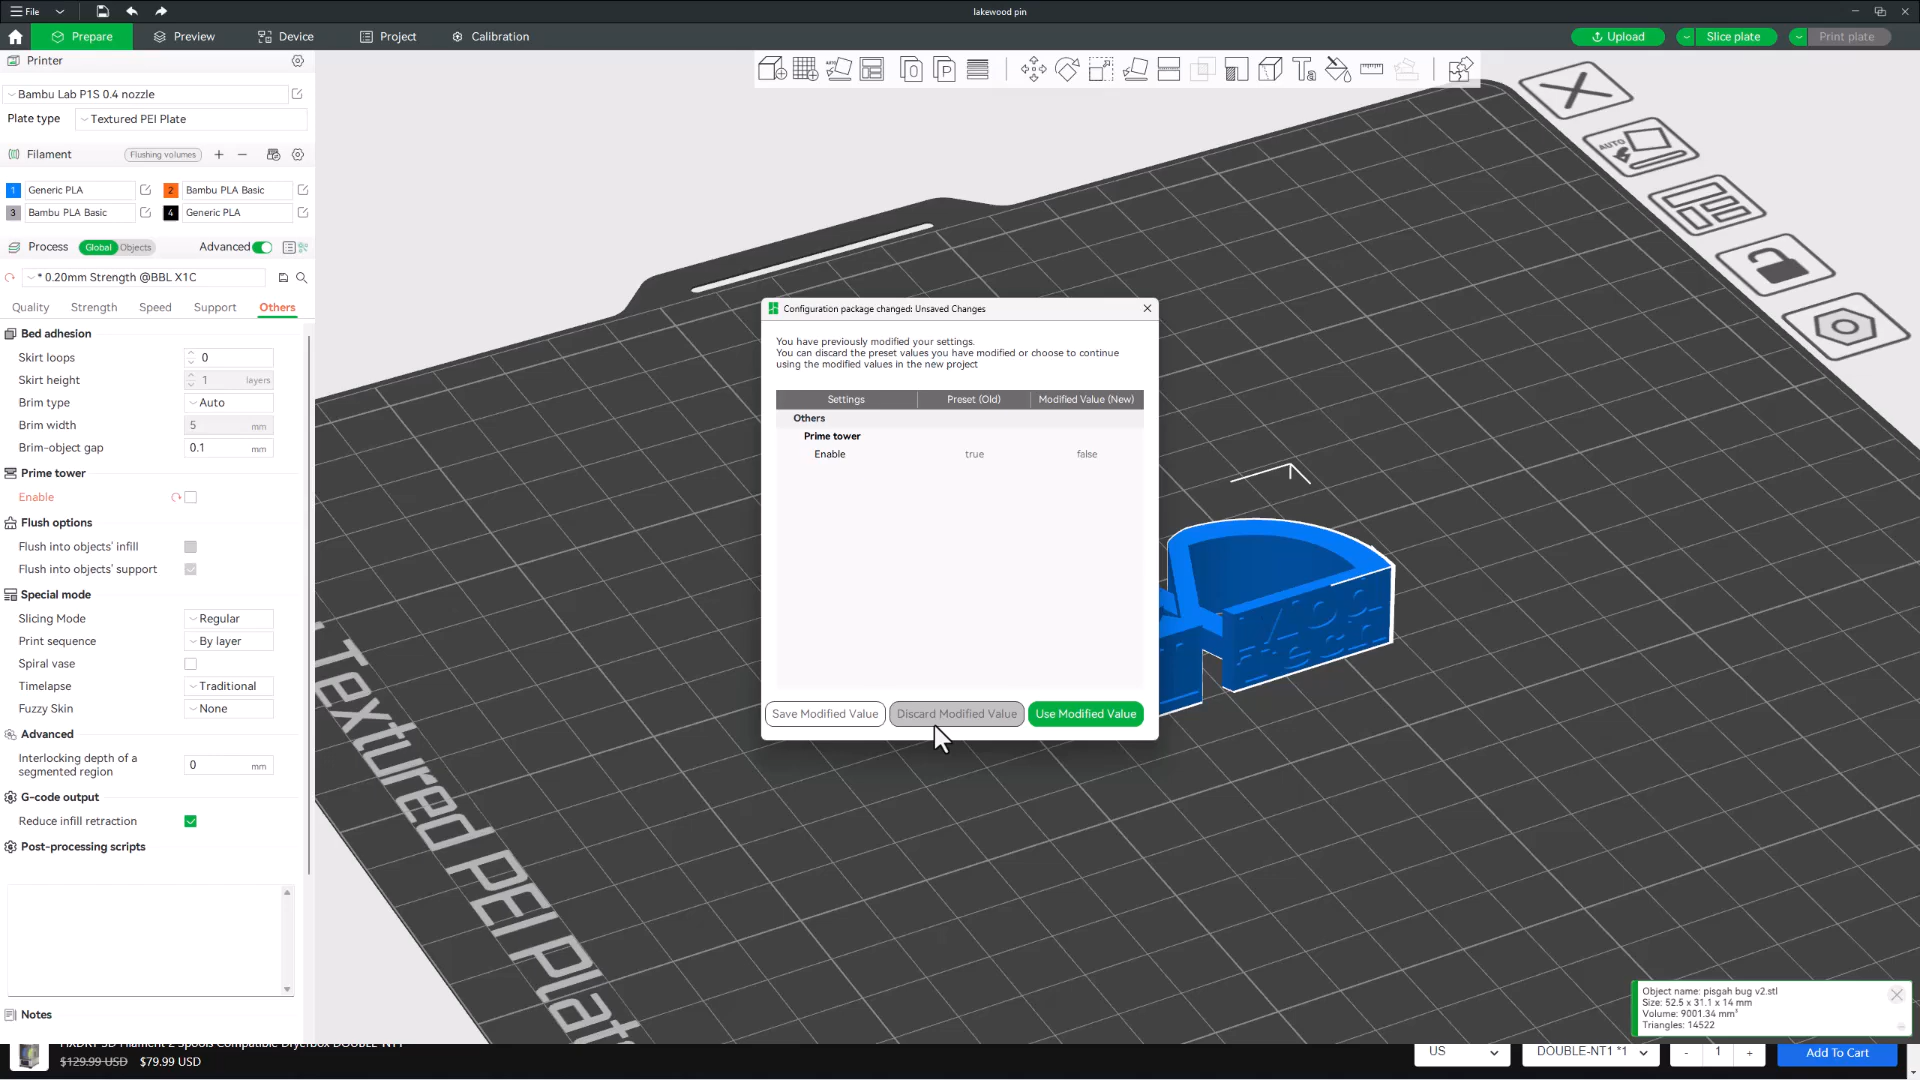 File
lakewood pin
Prepare
Preview
Device
Project
Calibration
Upload
Slice plate
Print plate
Printer
Bambu Lab P1S 0.4 nozzle
Plate type
Textured PEI Plate
Filament
Flushing volumes
1 Generic PLA
2 Bambu PLA Basic
3 Bambu PLA Basic
4 Generic PLA
Process
Global
Objects
Advanced
* 0.20mm Strength @BBL X1C
Quality
Strength
Speed
Support
Others
Bed adhesion
Skirt loops 0
Skirt height 1 layers
Brim type Auto
Brim width 5 mm
Brim-object gap 0.1 mm
Prime tower
Enable
Flush options
Flush into objects' infill
Flush into objects' support
Special mode
Slicing Mode Regular
Print sequence By layer
Spiral vase
Timelapse Traditional
Fuzzy Skin None
Advanced
Interlocking depth of a
segmented region
0 mm
G-code output
Reduce infill retraction
Post-processing scripts
Notes
AUTO
Configuration package changed: Unsaved Changes
You have previously modified your settings.
You can discard the preset values you have modified or choose to continue
using the modified values in the new project
Settings Preset (Old) Modified Value (New)
Others
Prime tower
Enable true false
Save Modified Value
Discard Modified Value
Use Modified Value
Textured PEI Plate
Object name: pisgah bug v2.stl
Size: 52.5 x 31.1 x 14 mm
Volume: 9001.34 mm³
Triangles: 14522
$129.99 USD $79.99 USD
US
DOUBLE-NT1 *1
- 1 +
Add To Cart